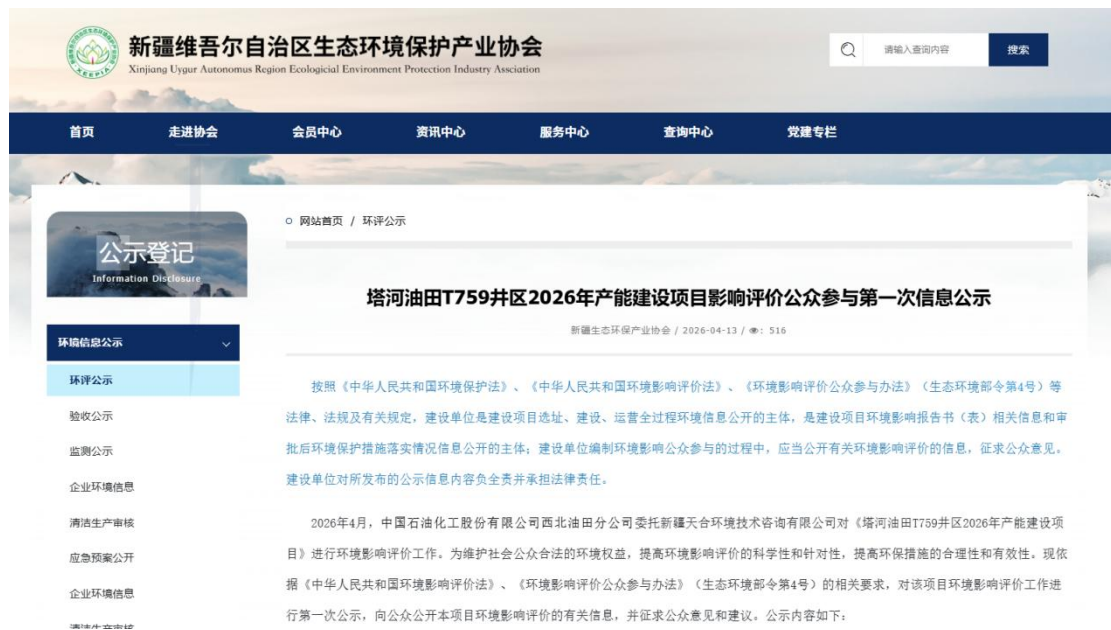 新疆维吾尔自治区生态环境保护产业协会
Xinjiang Uygur Autonomus Region Ecologicial Environment Protection Industry Assciation
XEEPIA
请输入查询内容
搜索
首页 走进协会 会员中心 资讯中心 服务中心 查询中心 党建专栏
公示登记
Information Disclosure
网站首页 / 环评公示
塔河油田T759井区2026年产能建设项目影响评价公众参与第一次信息公示
新疆生态环保产业协会 / 2026-04-13 / : 516
环境信息公示
环评公示
验收公示
监测公示
企业环境信息
清洁生产审核
应急预案公开
企业环境信息
清洁生产审核
按照《中华人民共和国环境保护法》、《中华人民共和国环境影响评价法》、《环境影响评价公众参与办法》（生态环境部令第4号）等
法律、法规及有关规定，建设单位是建设项目选址、建设、运营全过程环境信息公开的主体，是建设项目环境影响报告书（表）相关信息和审
批后环境保护措施落实情况信息公开的主体；建设单位编制环境影响公众参与的过程中，应当公开有关环境影响评价的信息，征求公众意见。
建设单位对所发布的公示信息内容负全责并承担法律责任。
2026年4月，中国石油化工股份有限公司西北油田分公司委托新疆天合环境技术咨询有限公司对《塔河油田T759井区2026年产能建设项
目》进行环境影响评价工作。为维护社会公众合法的环境权益，提高环境影响评价的科学性和针对性，提高环保措施的合理性和有效性。现依
据《中华人民共和国环境影响评价法》、《环境影响评价公众参与办法》（生态环境部令第4号）的相关要求，对该项目环境影响评价工作进
行第一次公示，向公众公开本项目环境影响评价的有关信息，并征求公众意见和建议。公示内容如下：